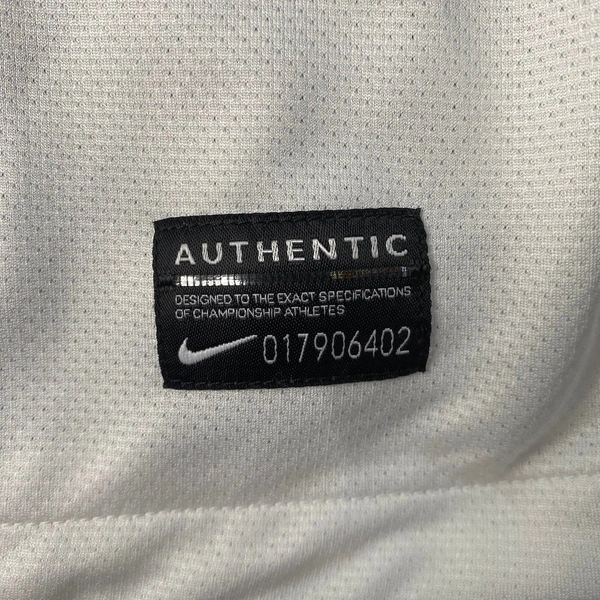 AUTHENTIC
DESIGNED TO THE EXACT SPECIFICATIONS
OF CHAMPIONSHIP ATHLETES
017906402